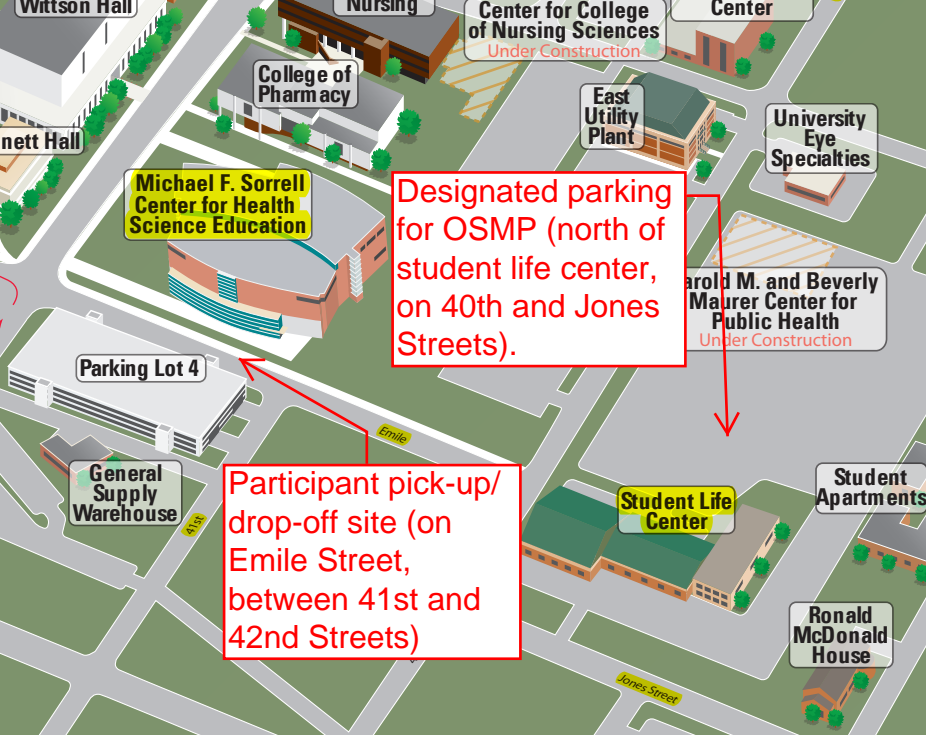 Wittson Hall
Nursing
Center for College
of Nursing Sciences
Under Construction
Center
College of
Pharmacy
East
Utility
Plant
University
Eye
Specialties
nett Hall
Michael F. Sorrell
Center for Health
Science Education
Designated parking
for OSMP (north of
student life center,
on 40th and Jones
Streets).
arold M. and Beverly
Maurer Center for
Public Health
Under Construction
Parking Lot 4
Emile
General
Supply
Warehouse
41st
Participant pick-up/
drop-off site (on
Emile Street,
between 41st and
42nd Streets)
Student Life
Center
Student
Apartments
Ronald
McDonald
House
Jones Street